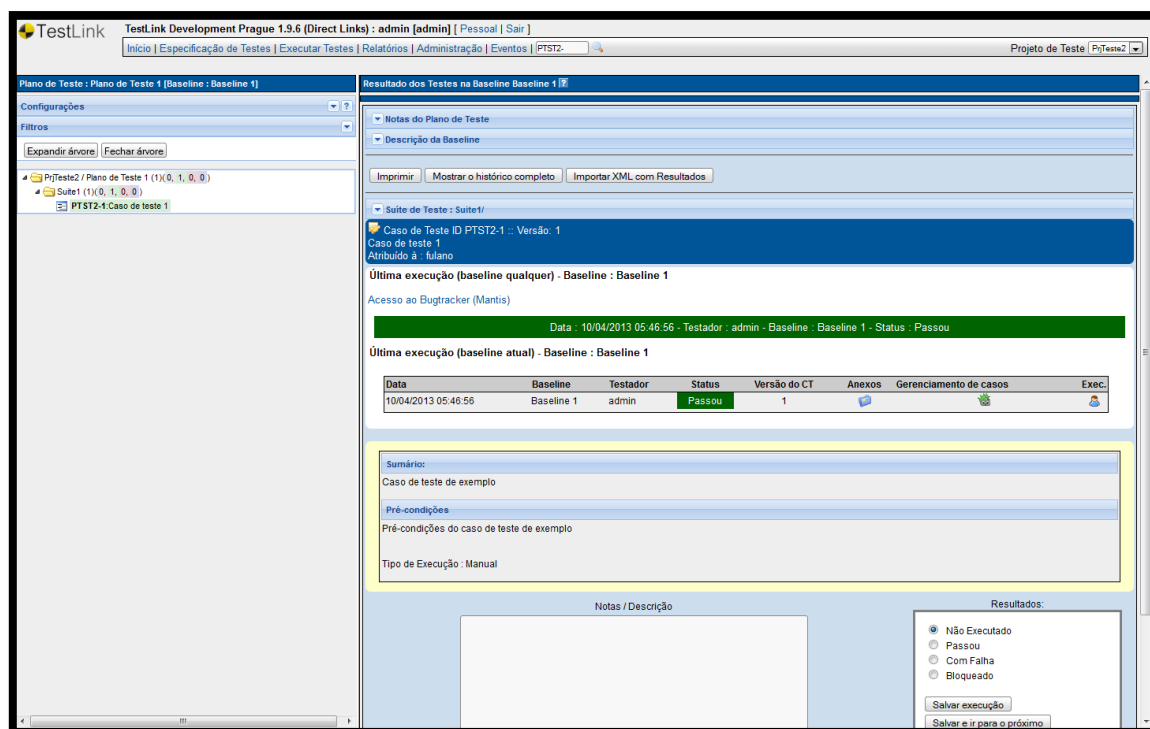 TestLink
TestLink Development Prague 1.9.6 (Direct Links) : admin [admin] [ Pessoal | Sair ]
Início | Especificação de Testes | Executar Testes | Relatórios | Administração | Eventos | PTST2-
Projeto de Teste PrjTeste2
Plano de Teste : Plano de Teste 1 [Baseline : Baseline 1]
Configurações ?
Filtros
Expandir árvore Fechar árvore
PrjTeste2 / Plano de Teste 1 (1)( 0, 1, 0, 0 )
Suite1 (1)( 0, 1, 0, 0 )
PTST2-1:Caso de teste 1
Resultado dos Testes na Baseline Baseline 1 ?
Notas do Plano de Teste
Descrição da Baseline
Imprimir Mostrar o histórico completo Importar XML com Resultados
Suite de Teste : Suite1/
Caso de Teste ID PTST2-1 :: Versão: 1
Caso de teste 1
Atribuído à : fulano
Última execução (baseline qualquer) - Baseline : Baseline 1
Acesso ao Bugtracker (Mantis)
Data : 10/04/2013 05:46:56 - Testador : admin - Baseline : Baseline 1 - Status : Passou
Última execução (baseline atual) - Baseline : Baseline 1
Data Baseline Testador Status Versão do CT Anexos Gerenciamento de casos Exec.
10/04/2013 05:46:56 Baseline 1 admin Passou 1
Sumário:
Caso de teste de exemplo
Pré-condições
Pré-condições do caso de teste de exemplo
Tipo de Execução : Manual
Notas / Descrição
Resultados:
Não Executado
Passou
Com Falha
Bloqueado
Salvar execução
Salvar e ir para o próximo